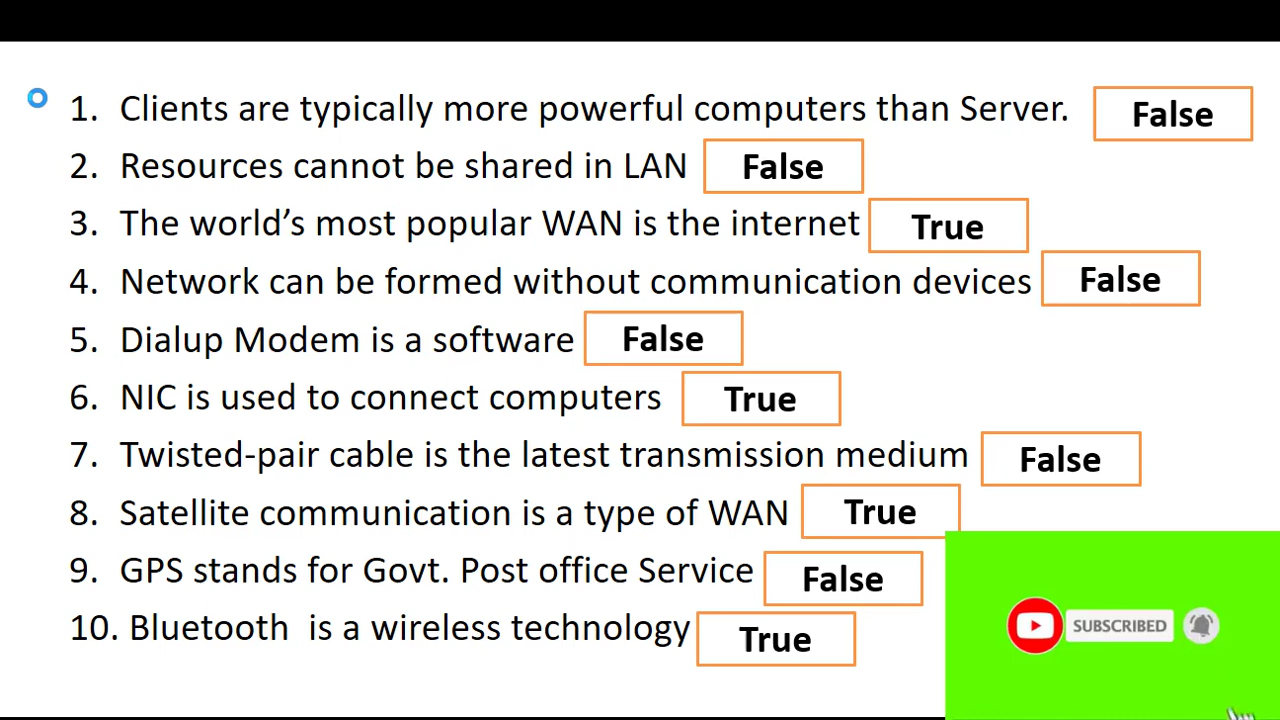 1. Clients are typically more powerful computers than Server. False
2. Resources cannot be shared in LAN False
3. The world’s most popular WAN is the internet True
4. Network can be formed without communication devices False
5. Dialup Modem is a software False
6. NIC is used to connect computers True
7. Twisted-pair cable is the latest transmission medium False
8. Satellite communication is a type of WAN True
9. GPS stands for Govt. Post office Service False
10. Bluetooth is a wireless technology True
SUBSCRIBED